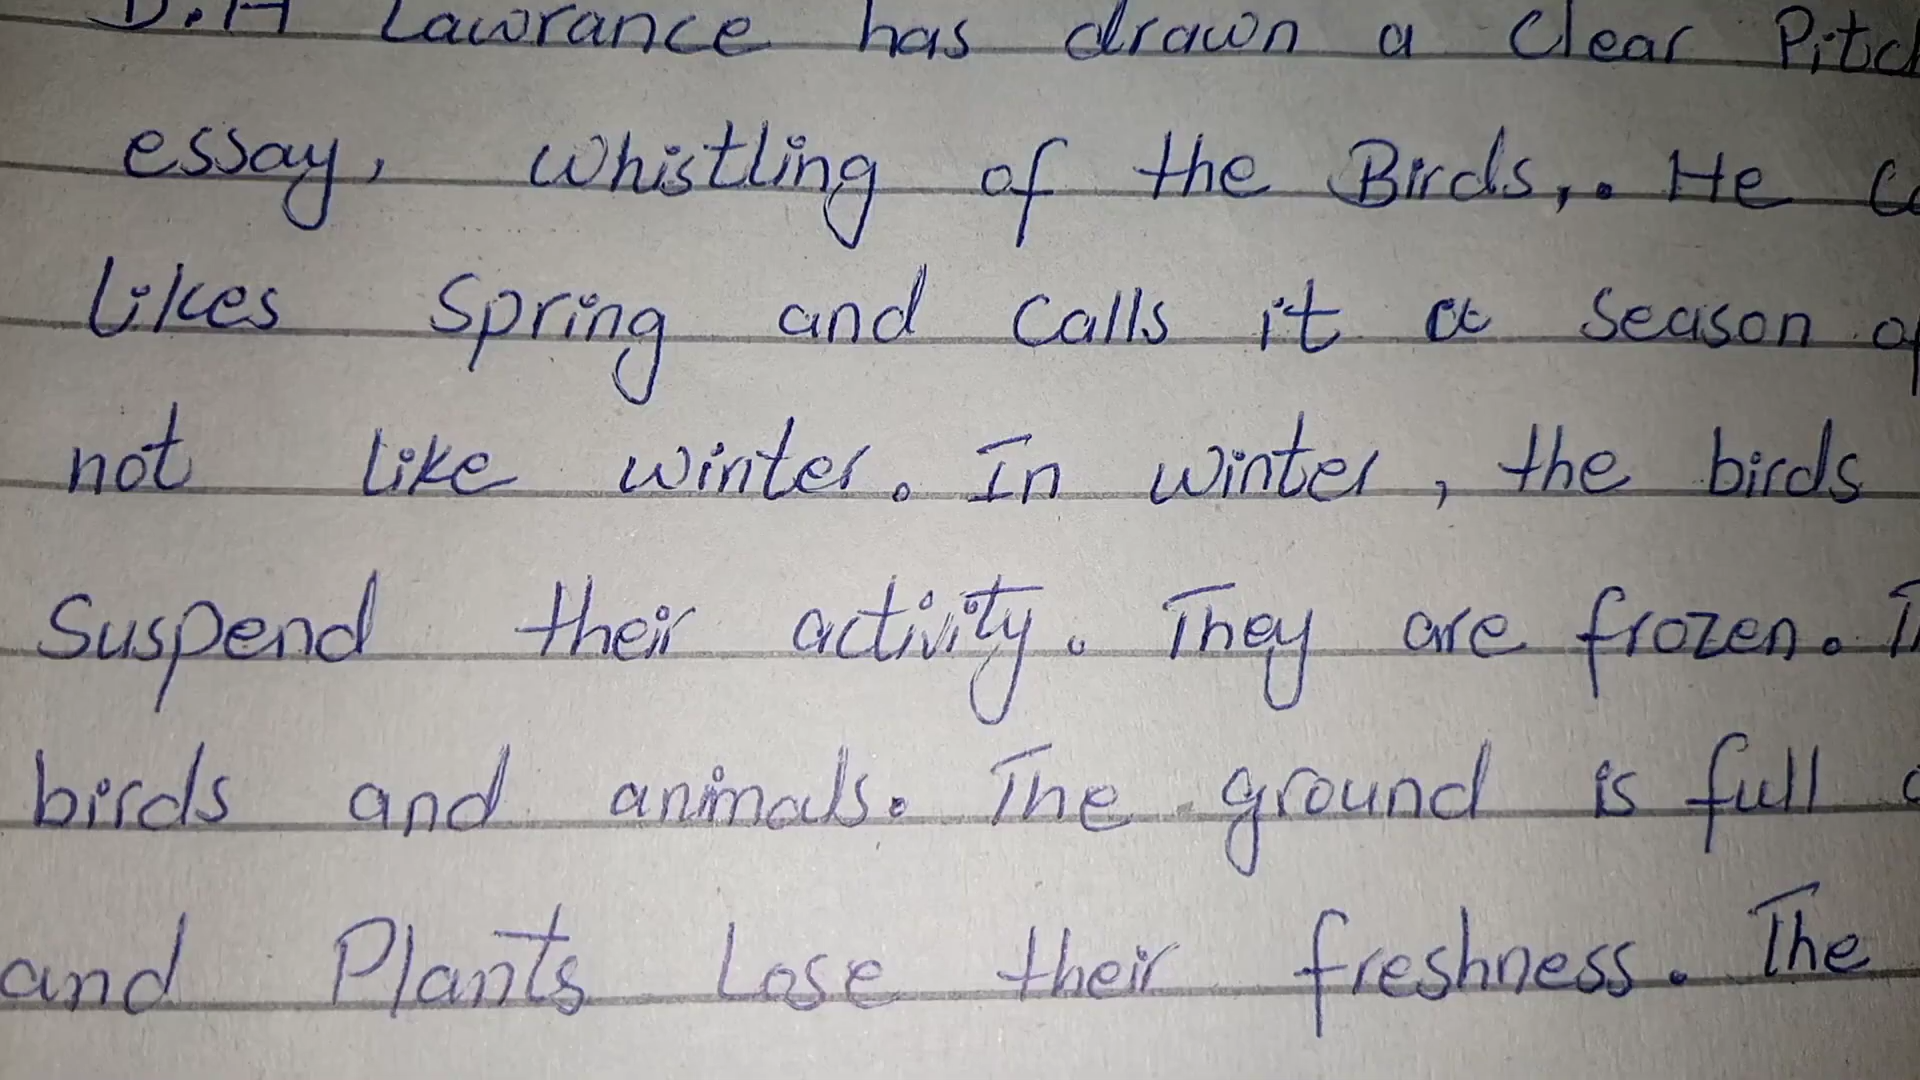 D.H Lawrance has drawn a Clear
essay, Whistling of the Birds,. He
likes Spring and Calls it a Season
not like winter. In winter, the birds
Suspend their activity. They are frozen.
birds and animals. The ground is full
and Plants Lose their freshness. The